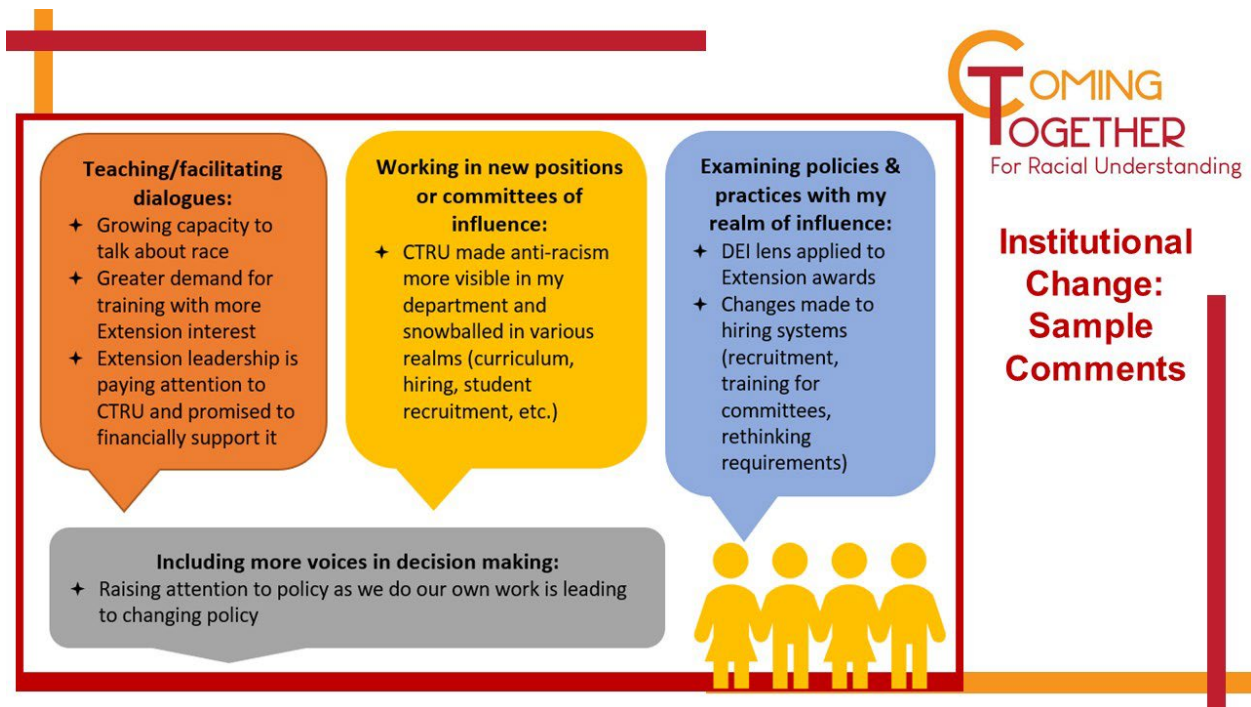 COMING
TOGETHER
For Racial Understanding
Institutional
Change:
Sample
Comments
Teaching/facilitating
dialogues:
✦ Growing capacity to
talk about race
✦ Greater demand for
training with more
Extension interest
✦ Extension leadership is
paying attention to
CTRU and promised to
financially support it
Working in new positions
or committees of
influence:
✦ CTRU made anti-racism
more visible in my
department and
snowballed in various
realms (curriculum,
hiring, student
recruitment, etc.)
Examining policies &
practices with my
realm of influence:
✦ DEI lens applied to
Extension awards
✦ Changes made to
hiring systems
(recruitment,
training for
committees,
rethinking
requirements)
Including more voices in decision making:
✦ Raising attention to policy as we do our own work is leading
to changing policy